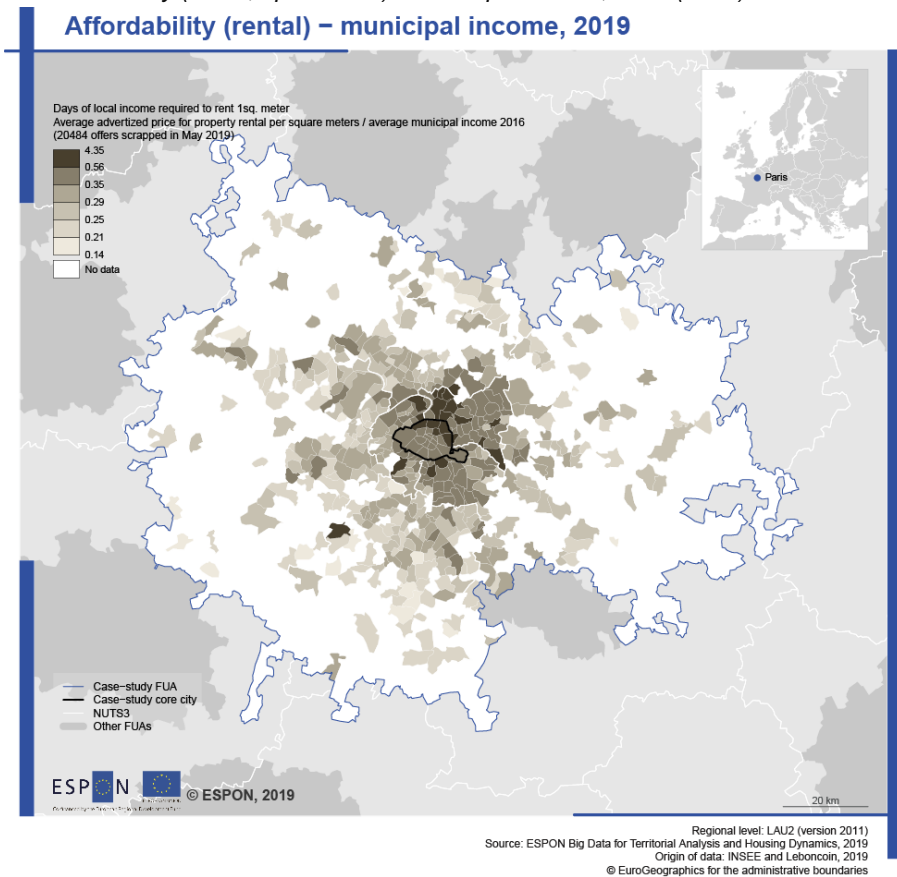 Affordability (rental) − municipal income, 2019
Days of local income required to rent 1sq. meter
Average advertized price for property rental per square meters / average municipal income 2016
(20484 offers scrapped in May 2019)
4.35
0.56
0.35
0.29
0.25
0.21
0.14
No data
Paris
Case−study FUA
Case−study core city
NUTS3
Other FUAs
ESPON
© ESPON, 2019
20 km
Regional level: LAU2 (version 2011)
Source: ESPON Big Data for Territorial Analysis and Housing Dynamics, 2019
Origin of data: INSEE and Leboncoin, 2019
© EuroGeographics for the administrative boundaries